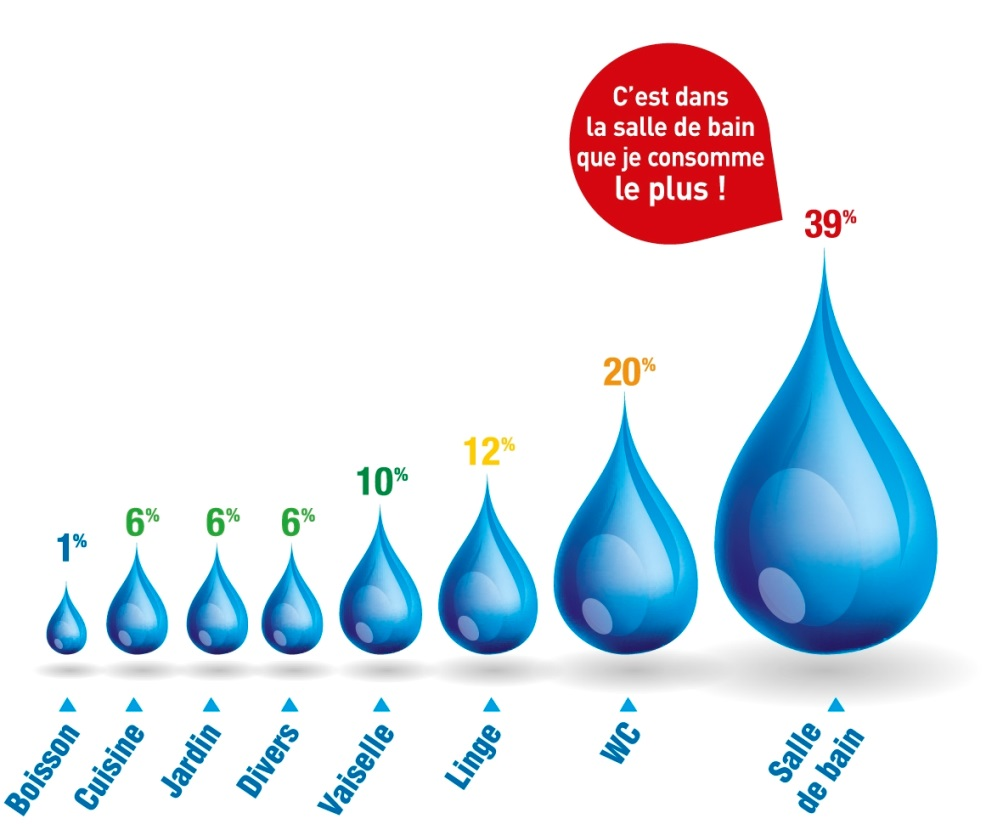 C'est dans
la salle de bain
que je consomme
le plus !
39%
20%
12%
10%
6%
6%
6%
1%
Boisson
Cuisine
Jardin
Divers
Vaiselle
Linge
WC
Salle
de bain